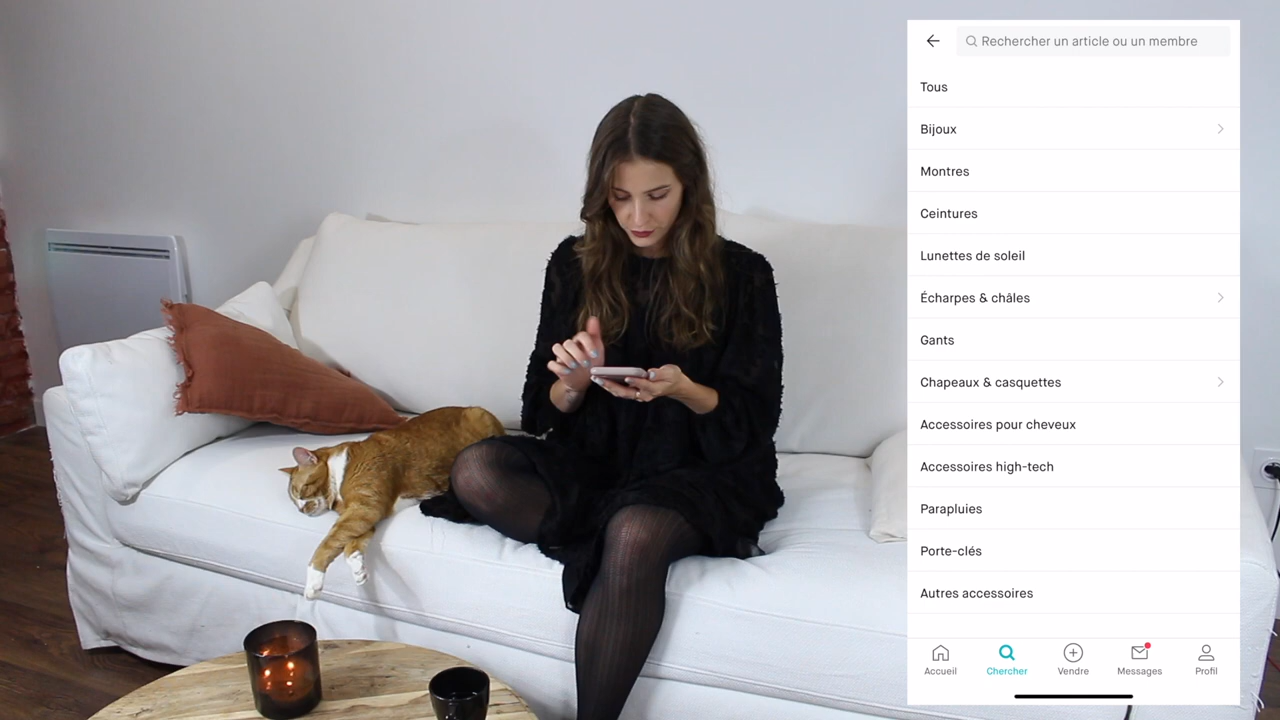 Rechercher un article ou un membre
Tous
Bijoux
Montres
Ceintures
Lunettes de soleil
Écharpes & châles
Gants
Chapeaux & casquettes
Accessoires pour cheveux
Accessoires high-tech
Parapluies
Porte-clés
Autres accessoires
Accueil Chercher Vendre Messages Profil